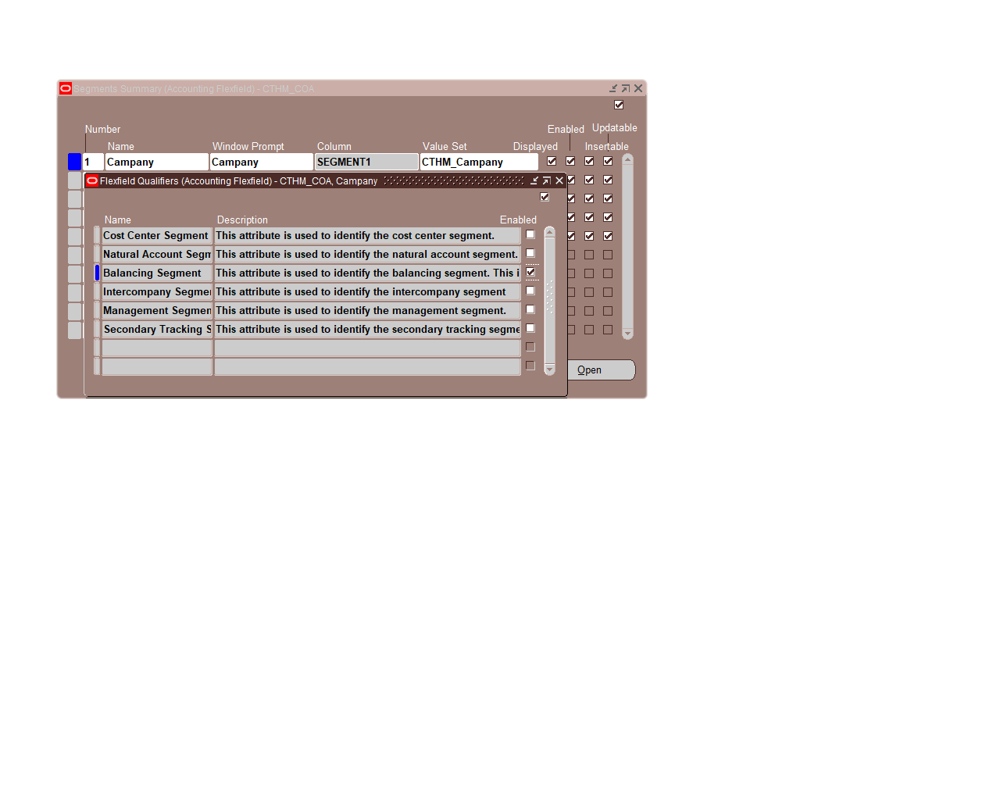 Segments Summary (Accounting Flexfield) - CTHM_COA
Number
Enabled
Updatable
Name
Window Prompt
Column
Value Set
Displayed
Insertable
1 Campany Campany SEGMENT1 CTHM_Campany
Flexfield Qualifiers (Accounting Flexfield) - CTHM_COA, Campany
Name Description Enabled
Cost Center Segment This attribute is used to identify the cost center segment.
Natural Account Segm This attribute is used to identify the natural account segment.
Balancing Segment This attribute is used to identify the balancing segment. This i
Intercompany Segmen This attribute is used to identify the intercompany segment
Management Segmen This attribute is used to identify the management segment.
Secondary Tracking S This attribute is used to identify the secondary tracking segme
Open